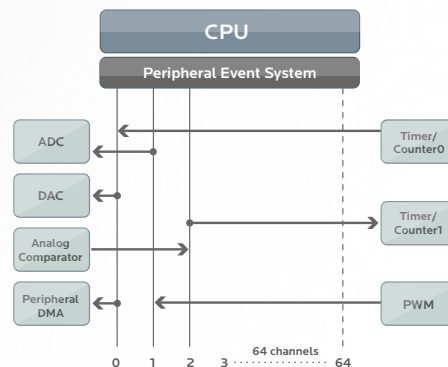 CPU
Peripheral Event System
ADC
Timer/
Counter0
DAC
Timer/
Counter1
Analog
Comparator
Peripheral
DMA
PWM
64 channels
0 1 2 3 ........... 64